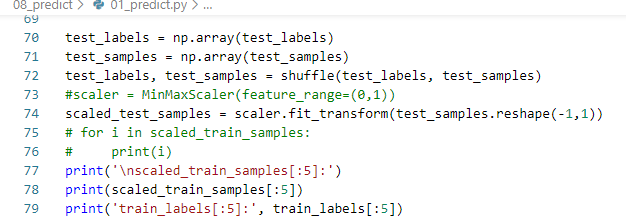 08_predict > 01_predict.py > ...
69
70 test_labels = np.array(test_labels)
71 test_samples = np.array(test_samples)
72 test_labels, test_samples = shuffle(test_labels, test_samples)
73 #scaler = MinMaxScaler(feature_range=(0,1))
74 scaled_test_samples = scaler.fit_transform(test_samples.reshape(-1,1))
75 # for i in scaled_train_samples:
76 #     print(i)
77 print('\nscaled_train_samples[:5]:')
78 print(scaled_train_samples[:5])
79 print('train_labels[:5]:', train_labels[:5])